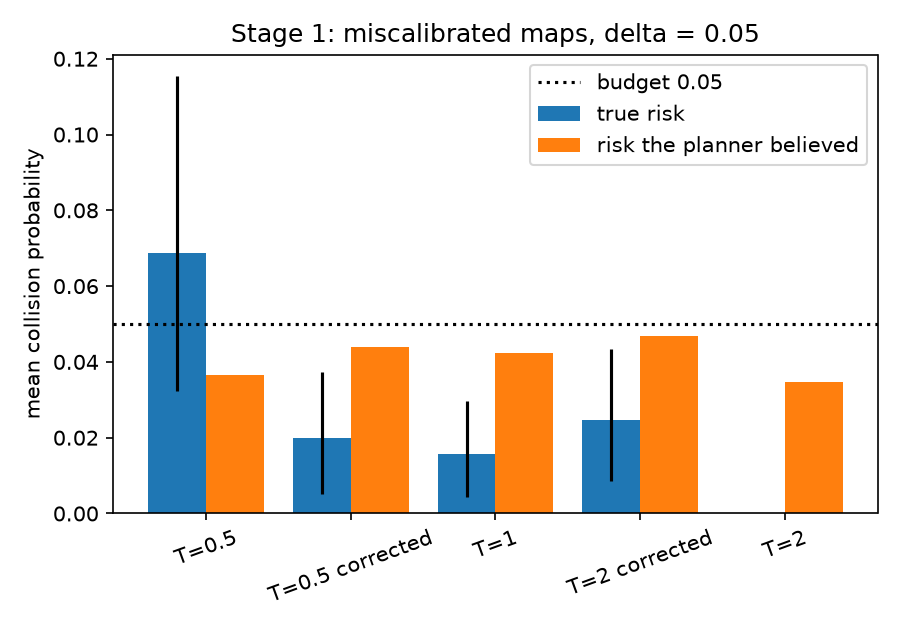 Stage 1: miscalibrated maps, delta = 0.05
mean collision probability
0.12
0.10
0.08
0.06
0.04
0.02
0.00
budget 0.05
true risk
risk the planner believed
T=0.5
T=0.5 corrected
T=1
T=2 corrected
T=2